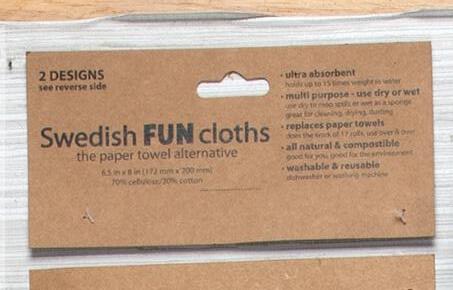 2 DESIGNS
see reverse side
Swedish FUN cloths
the paper towel alternative
6.5 in x 8 in (172 mm x 200 mm)
70% cellulose/30% cotton
• ultra absorbent
holds up to 15 times weight in water
• multi purpose - use dry or wet
use dry to mop spills or wet as a sponge
great for cleaning, drying, dusting
• replaces paper towels
does the work of 17 rolls, use over & over
• all natural & compostible
good for you, good for the environment
• washable & reusable
dishwasher or washing machine